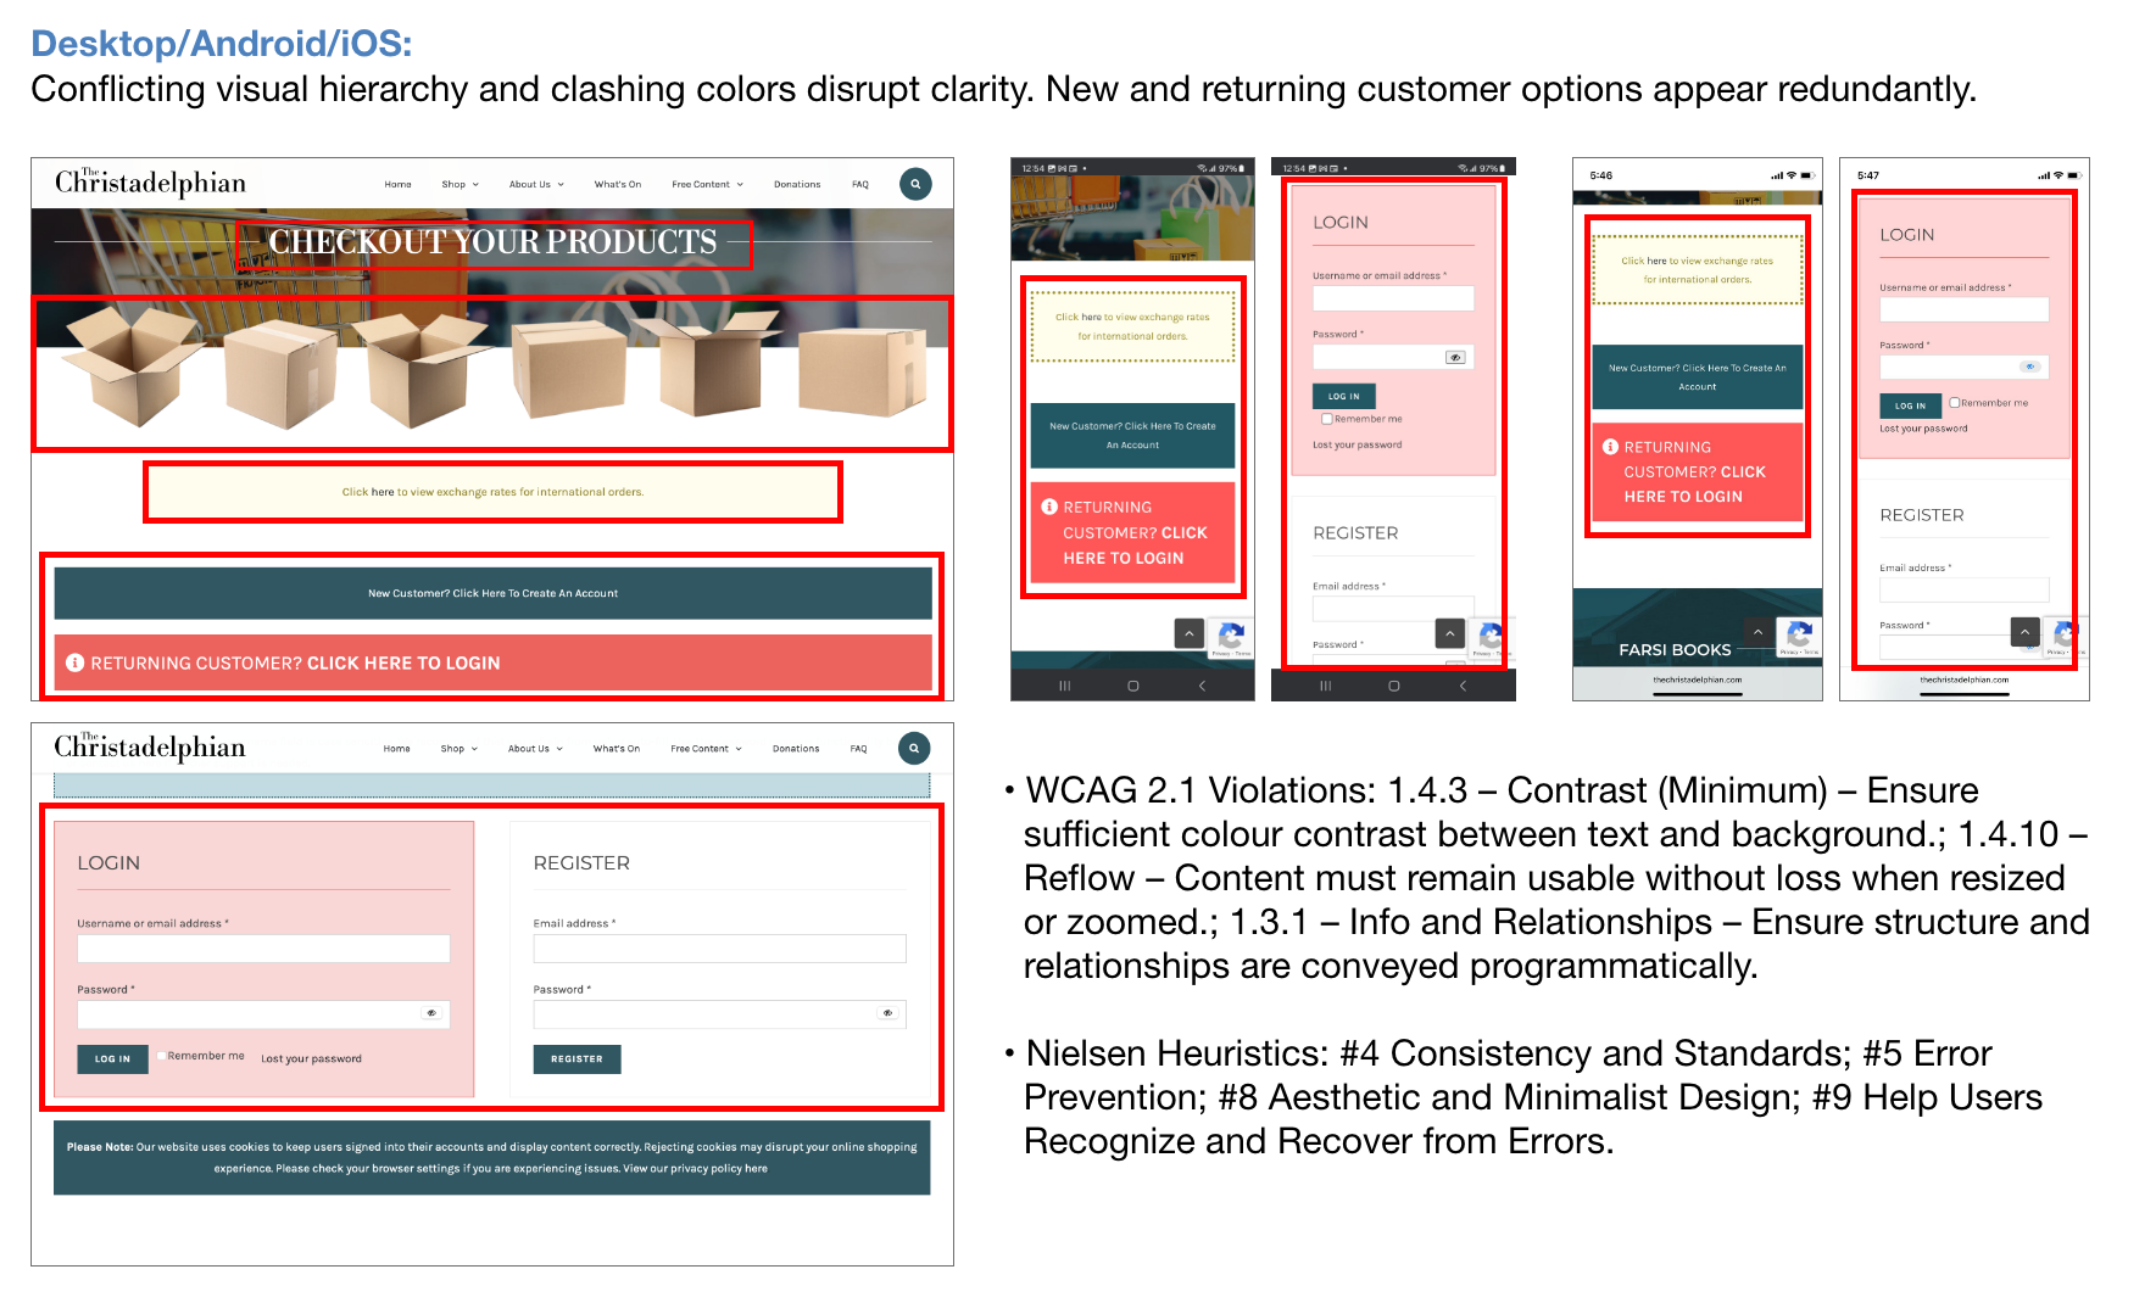 Desktop/Android/iOS:
Conflicting visual hierarchy and clashing colors disrupt clarity. New and returning customer options appear redundantly.
The
Christadelphian
Home Shop About Us What's On Free Content Donations FAQ
CHECKOUT YOUR PRODUCTS
Click here to view exchange rates for international orders.
New Customer? Click Here To Create An Account
RETURNING CUSTOMER? CLICK HERE TO LOGIN
12:54 97%
Click here to view exchange rates
for international orders.
New Customer? Click Here To Create
An Account
RETURNING
CUSTOMER? CLICK
HERE TO LOGIN
Privacy - Terms
12:54 97%
LOGIN
Username or email address *
Password *
LOG IN
Remember me
Lost your password
REGISTER
Email address *
Password *
Privacy - Terms
5:46
Click here to view exchange rates
for international orders.
New Customer? Click Here To Create An
Account
RETURNING
CUSTOMER? CLICK
HERE TO LOGIN
FARSI BOOKS
Privacy - Terms
thechristadelphian.com
5:47
LOGIN
Username or email address *
Password *
LOG IN Remember me
Lost your password
REGISTER
Email address *
Password *
Privacy - Terms
thechristadelphian.com
The
Christadelphian
Home Shop About Us What's On Free Content Donations FAQ
LOGIN
Username or email address *
Password *
LOG IN Remember me Lost your password
REGISTER
Email address *
Password *
REGISTER
Please Note: Our website uses cookies to keep users signed into their accounts and display content correctly. Rejecting cookies may disrupt your online shopping
experience. Please check your browser settings if you are experiencing issues. View our privacy policy here
• WCAG 2.1 Violations: 1.4.3 – Contrast (Minimum) – Ensure
sufficient colour contrast between text and background.; 1.4.10 –
Reflow – Content must remain usable without loss when resized
or zoomed.; 1.3.1 – Info and Relationships – Ensure structure and
relationships are conveyed programmatically.
• Nielsen Heuristics: #4 Consistency and Standards; #5 Error
Prevention; #8 Aesthetic and Minimalist Design; #9 Help Users
Recognize and Recover from Errors.